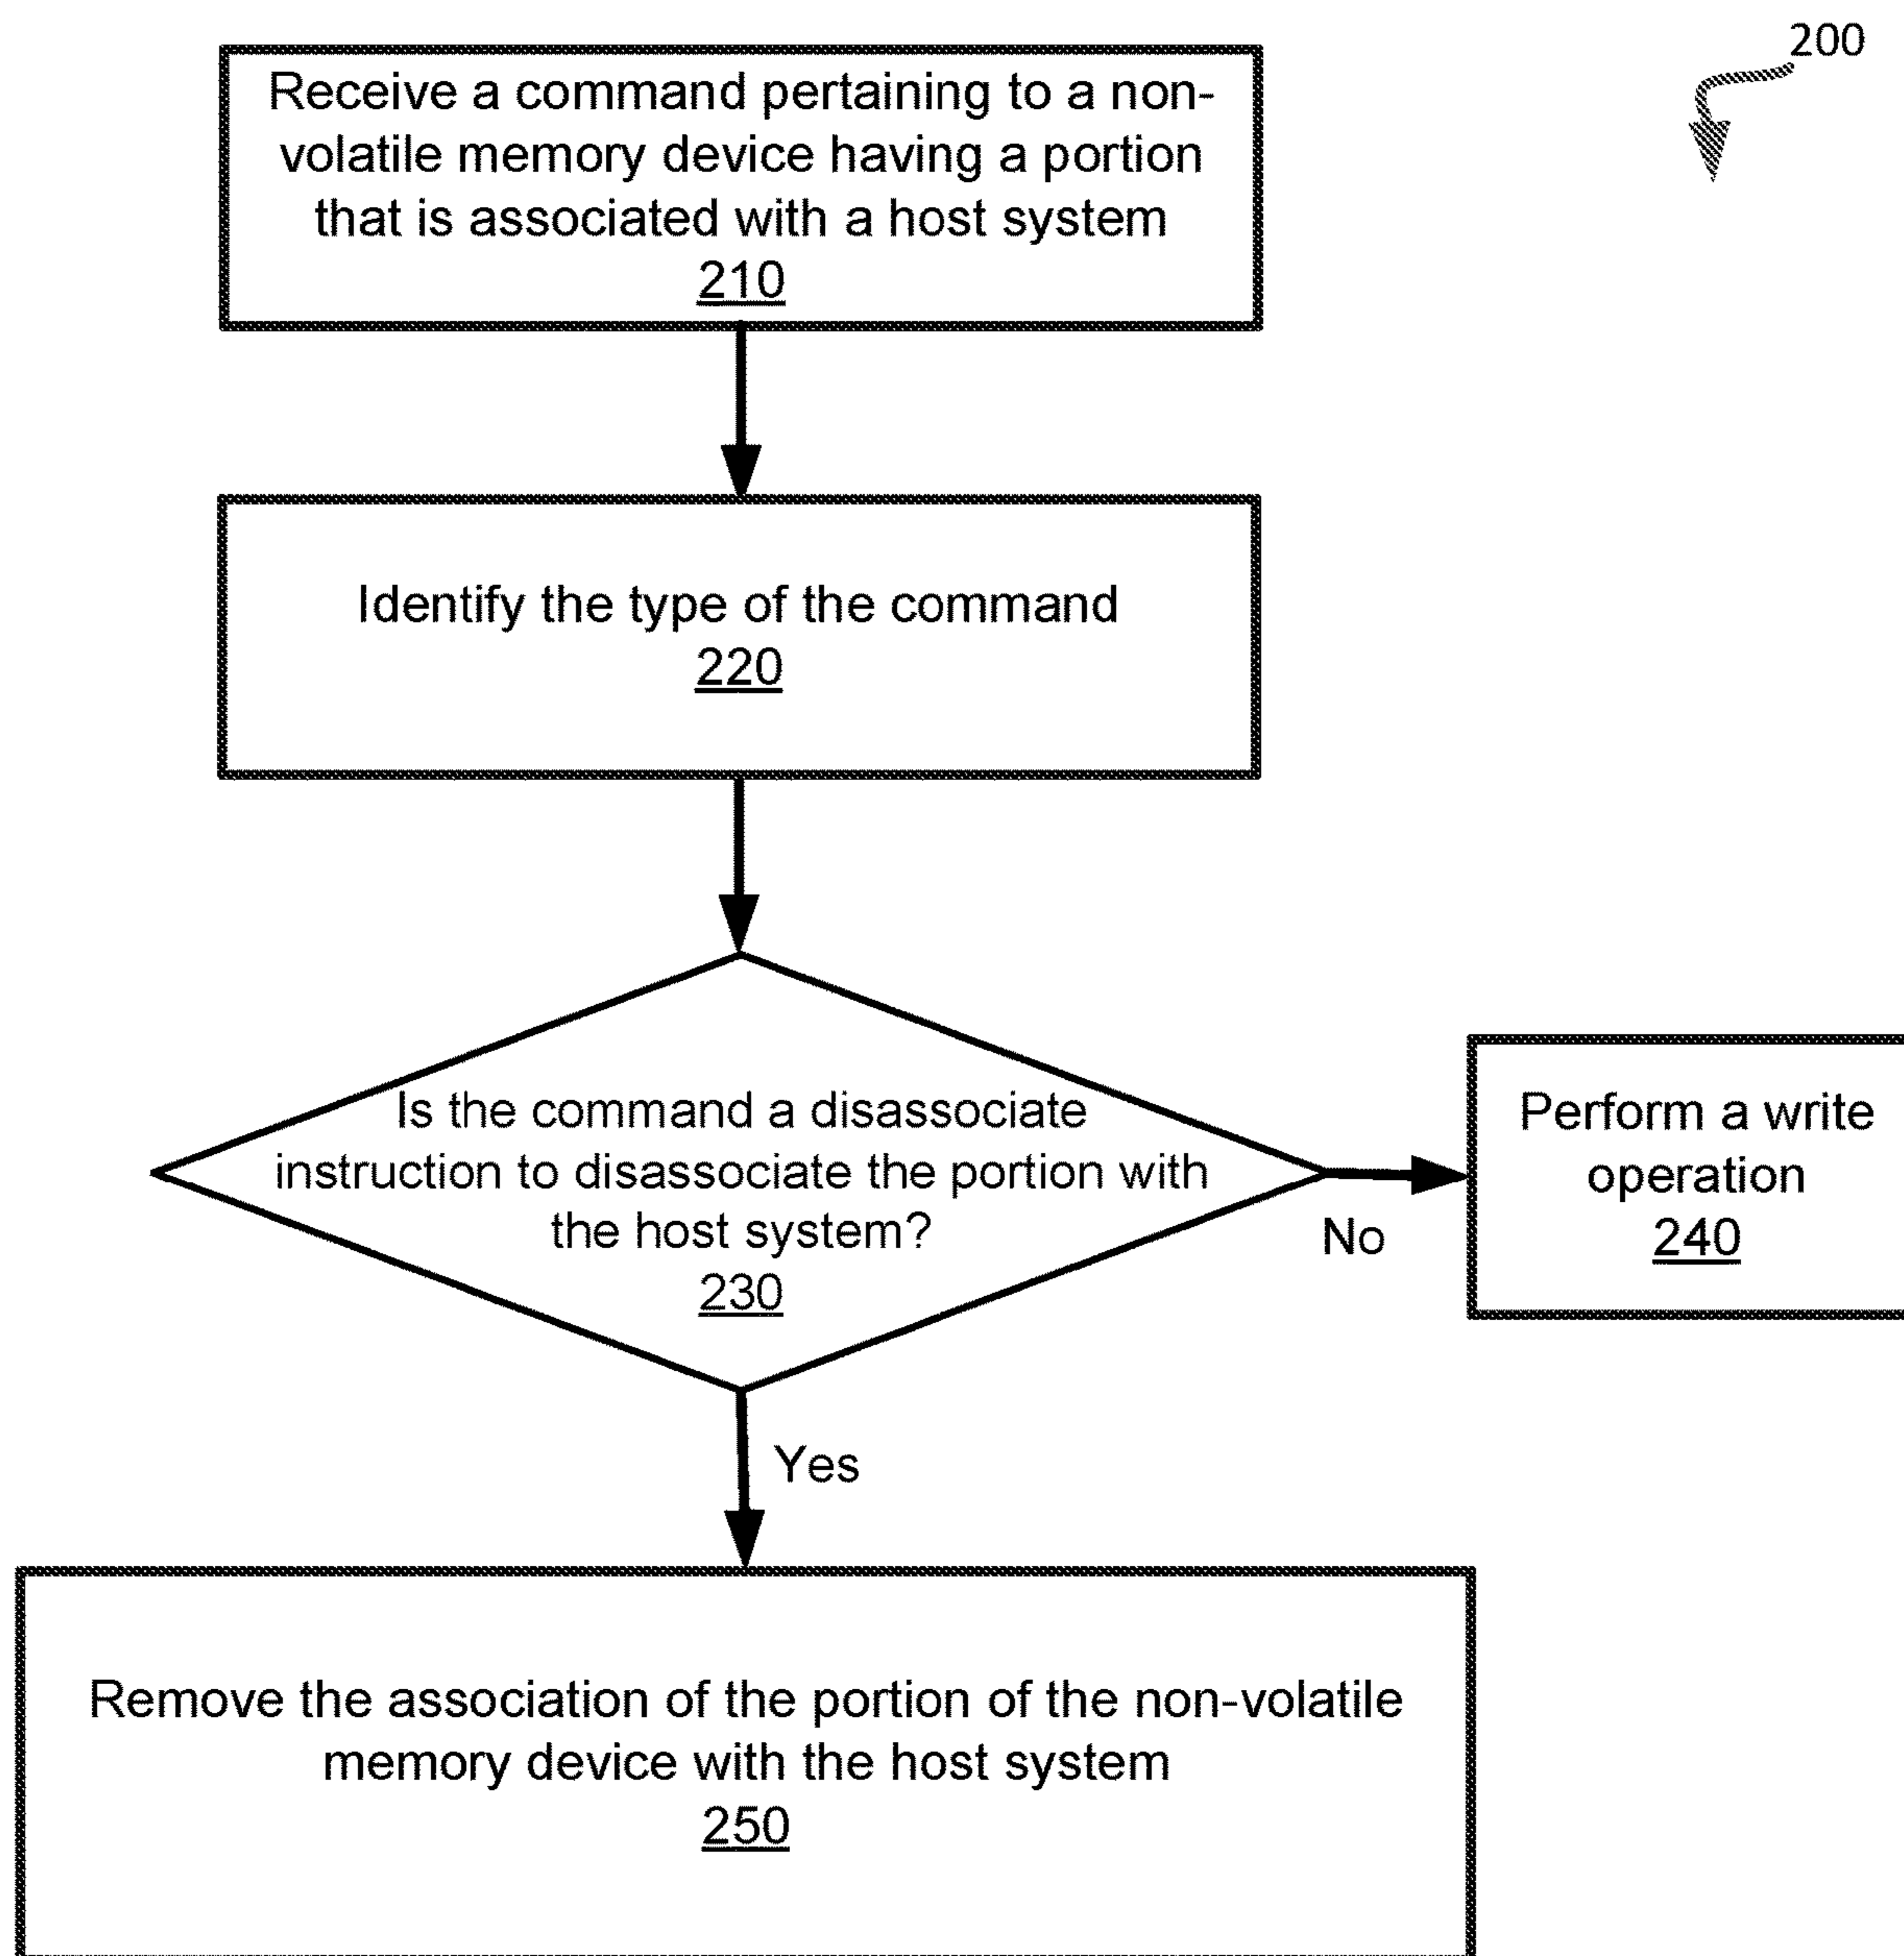 200
Receive a command pertaining to a non-
volatile memory device having a portion
that is associated with a host system
210
Identify the type of the command
220
Is the command a disassociate
instruction to disassociate the portion with
the host system?
230
No
Perform a write
operation
240
Yes
Remove the association of the portion of the non-volatile
memory device with the host system
250